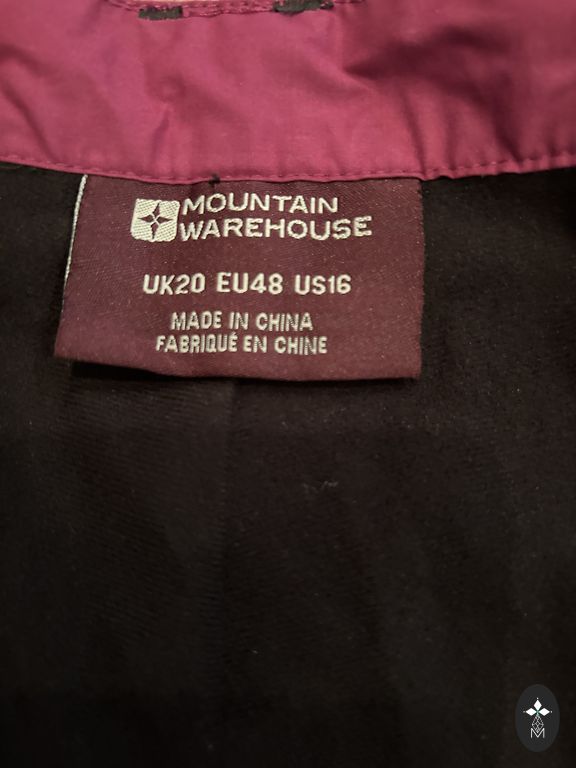 MOUNTAIN
WAREHOUSE
UK20 EU48 US16
MADE IN CHINA
FABRIQUÉ EN CHINE
M